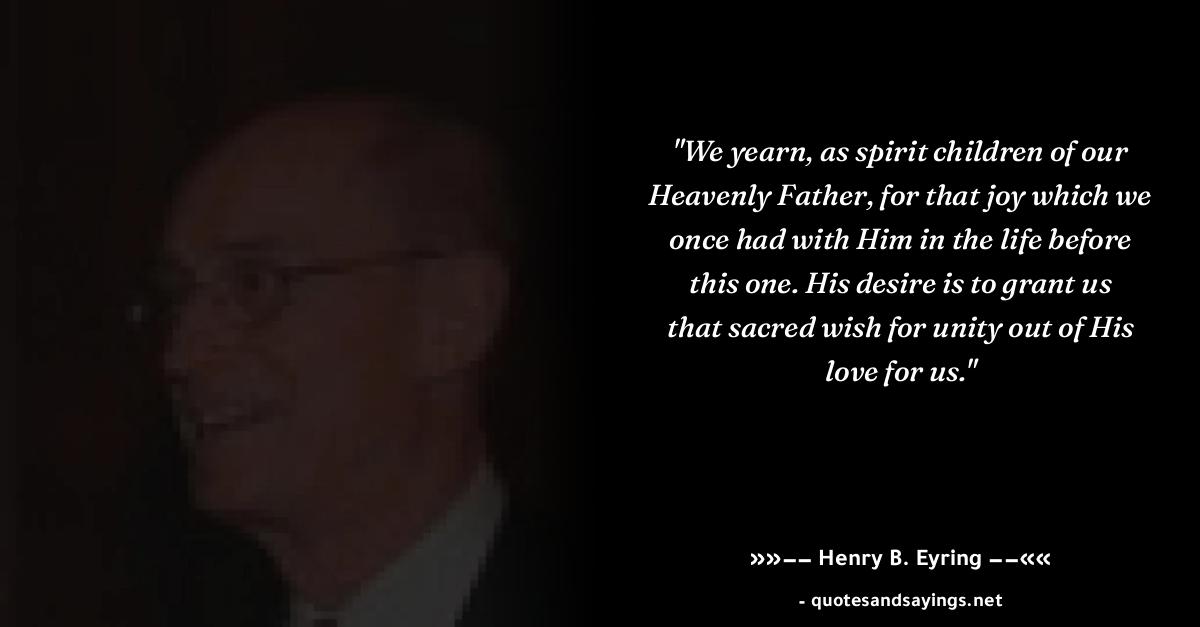 "We yearn, as spirit children of our
Heavenly Father, for that joy which we
once had with Him in the life before
this one. His desire is to grant us
that sacred wish for unity out of His
love for us."
»»−− Henry B. Eyring −−««
- quotesandsayings.net